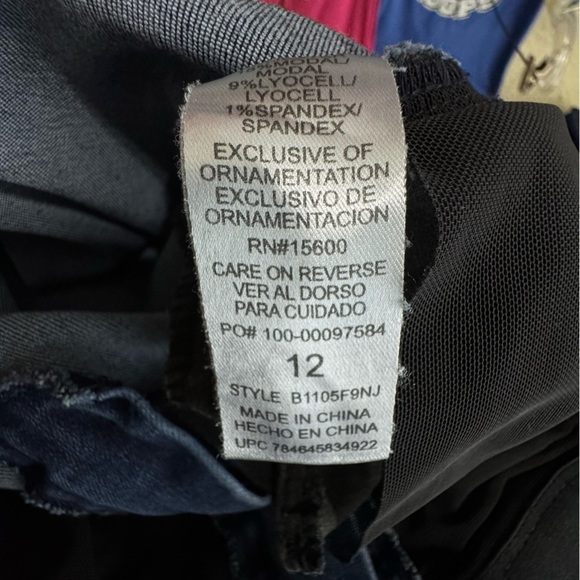 MODAL/
MODAL
9%LYOCELL/
LYOCELL
1%SPANDEX/
SPANDEX
EXCLUSIVE OF
ORNAMENTATION
EXCLUSIVO DE
ORNAMENTACION
RN#15600
CARE ON REVERSE
VER AL DORSO
PARA CUIDADO
PO# 100-00097584
12
STYLE B1105F9NJ
MADE IN CHINA
HECHO EN CHINA
UPC 784645834922